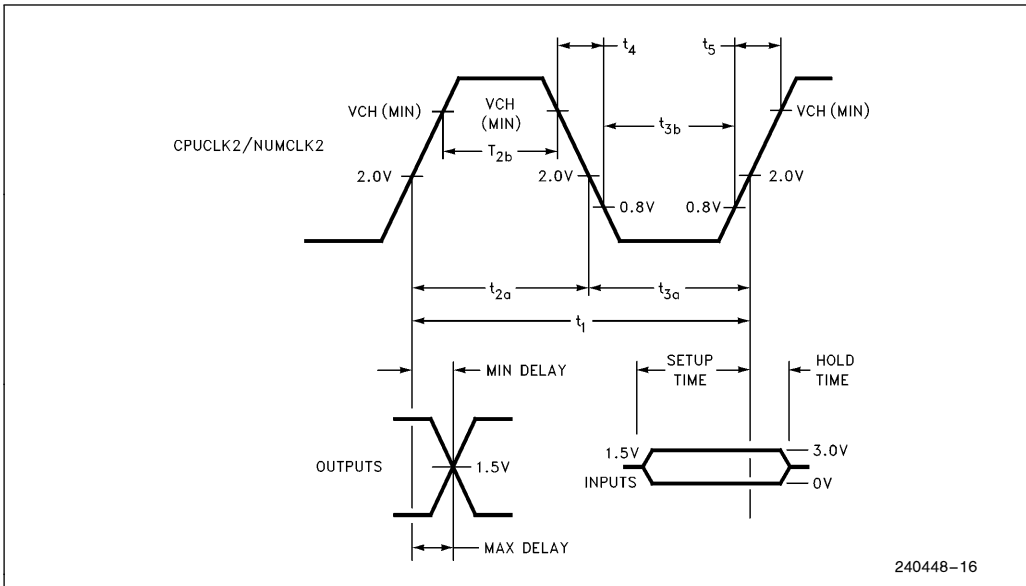 t4
t5
VCH (MIN)
VCH
(MIN)
VCH (MIN)
t3b
CPUCLK2/NUMCLK2
T2b
2.0V
2.0V
2.0V
0.8V
0.8V
t2a
t3a
t1
SETUP
TIME
HOLD
TIME
MIN DELAY
1.5V
3.0V
OUTPUTS
1.5V
INPUTS
0V
MAX DELAY
240448–16